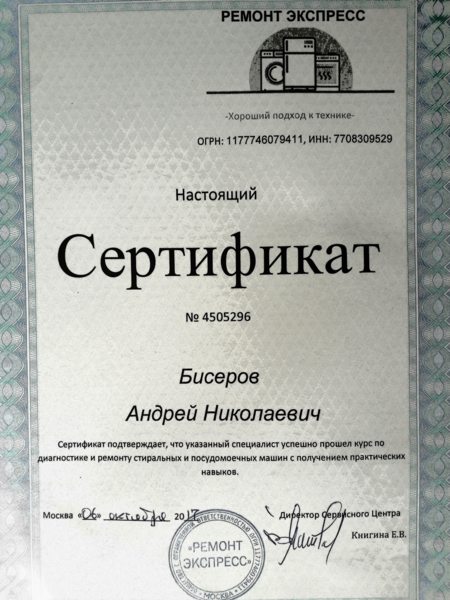 РЕМОНТ ЭКСПРЕСС
-Хороший подход к технике-
ОГРН: 1177746079411, ИНН: 7708309529
Настоящий
Сертификат
№ 4505296
Бисеров
Андрей Николаевич
Сертификат подтверждает, что указанный специалист успешно прошел курс по
диагностике и ремонту стиральных и посудомоечных машин с получением практических
навыков.
Москва «06» октября 2017
Директор Сервисного Центра
Книгина Е.В.
«РЕМОНТ
ЭКСПРЕСС»
МОСКВА